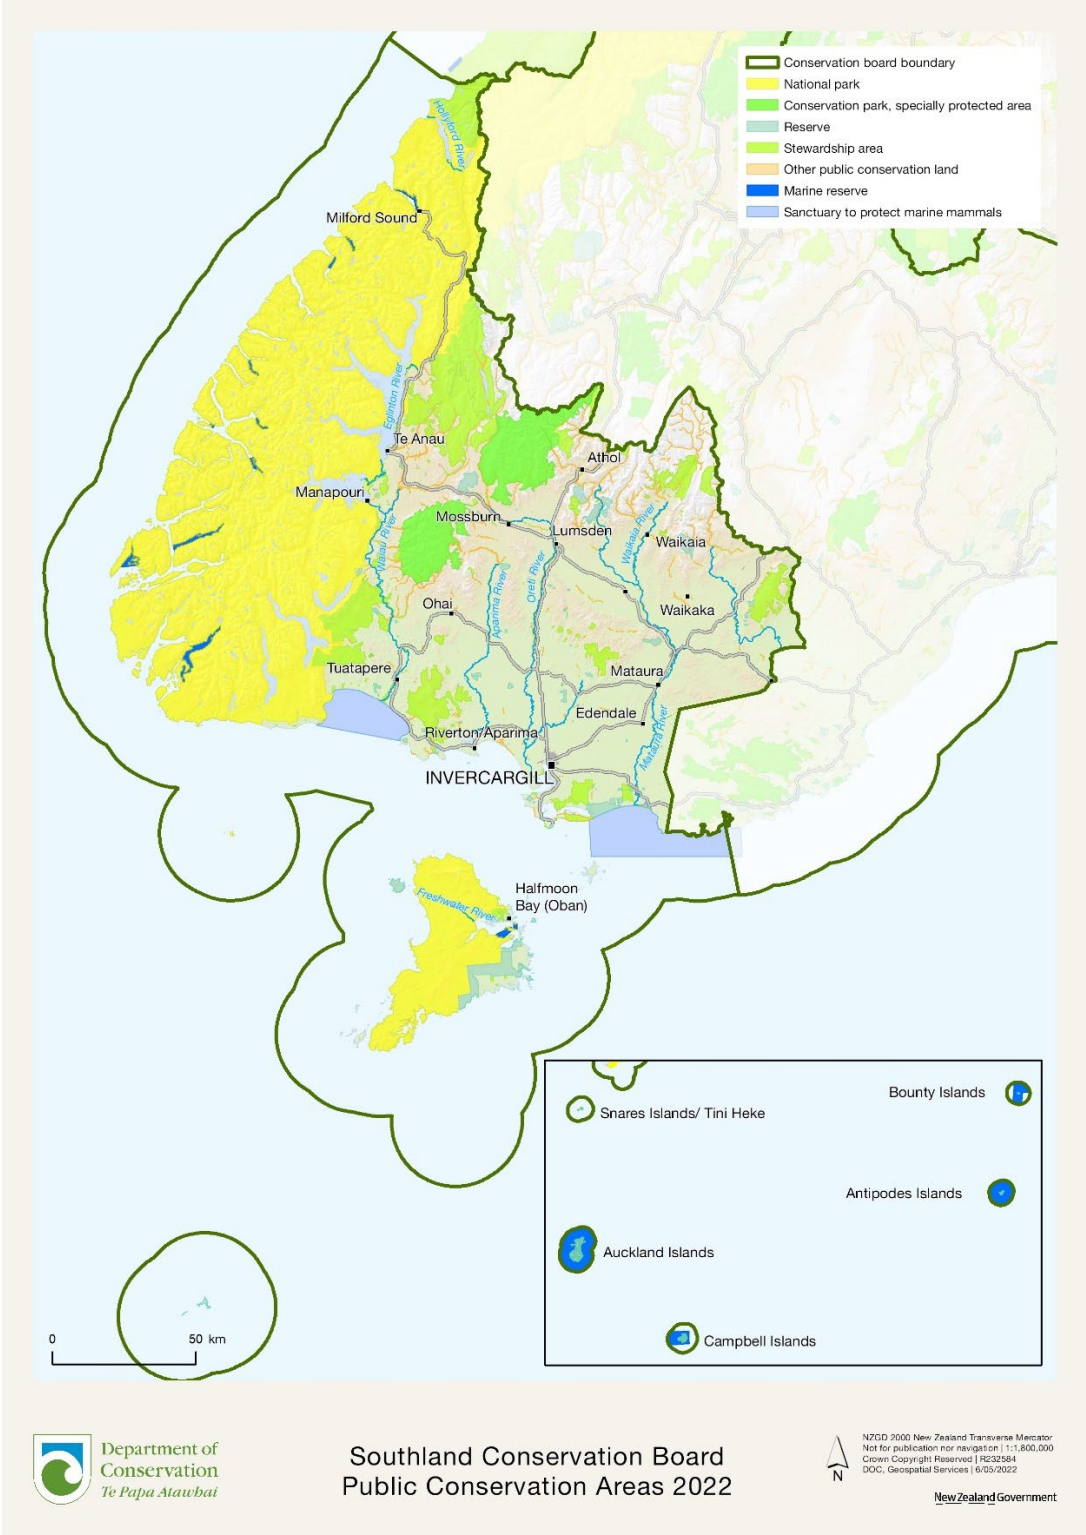 Conservation board boundary
National park
Conservation park, specially protected area
Reserve
Stewardship area
Other public conservation land
Marine reserve
Sanctuary to protect marine mammals
Hollyford River
Milford Sound
Eglinton River
Te Anau
Athol
Manapouri
Mossburn
Lumsden
Waikaia River
Waikaia
Waiau River
Oreti River
Aparima River
Ohai
Waikaka
Tuatapere
Mataura
Edendale
Riverton/Aparima
Mataura River
INVERCARGILL
Halfmoon
Bay (Oban)
Freshwater River
Bounty Islands
Snares Islands/ Tini Heke
Antipodes Islands
Auckland Islands
Campbell Islands
0 50 km
Department of
Conservation
Te Papa Atawhai
Southland Conservation Board
Public Conservation Areas 2022
N
NZGD 2000 New Zealand Transverse Mercator
Not for publication nor navigation | 1:1,800,000
Crown Copyright Reserved | R232584
DOC, Geospatial Services | 6/05/2022
New Zealand Government